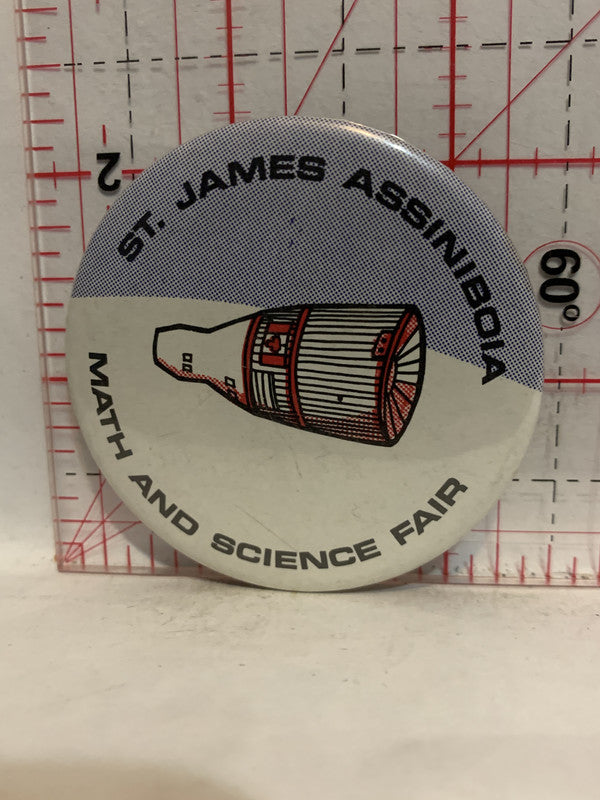 ST. JAMES ASSINIBOIA
MATH AND SCIENCE FAIR
2
60°